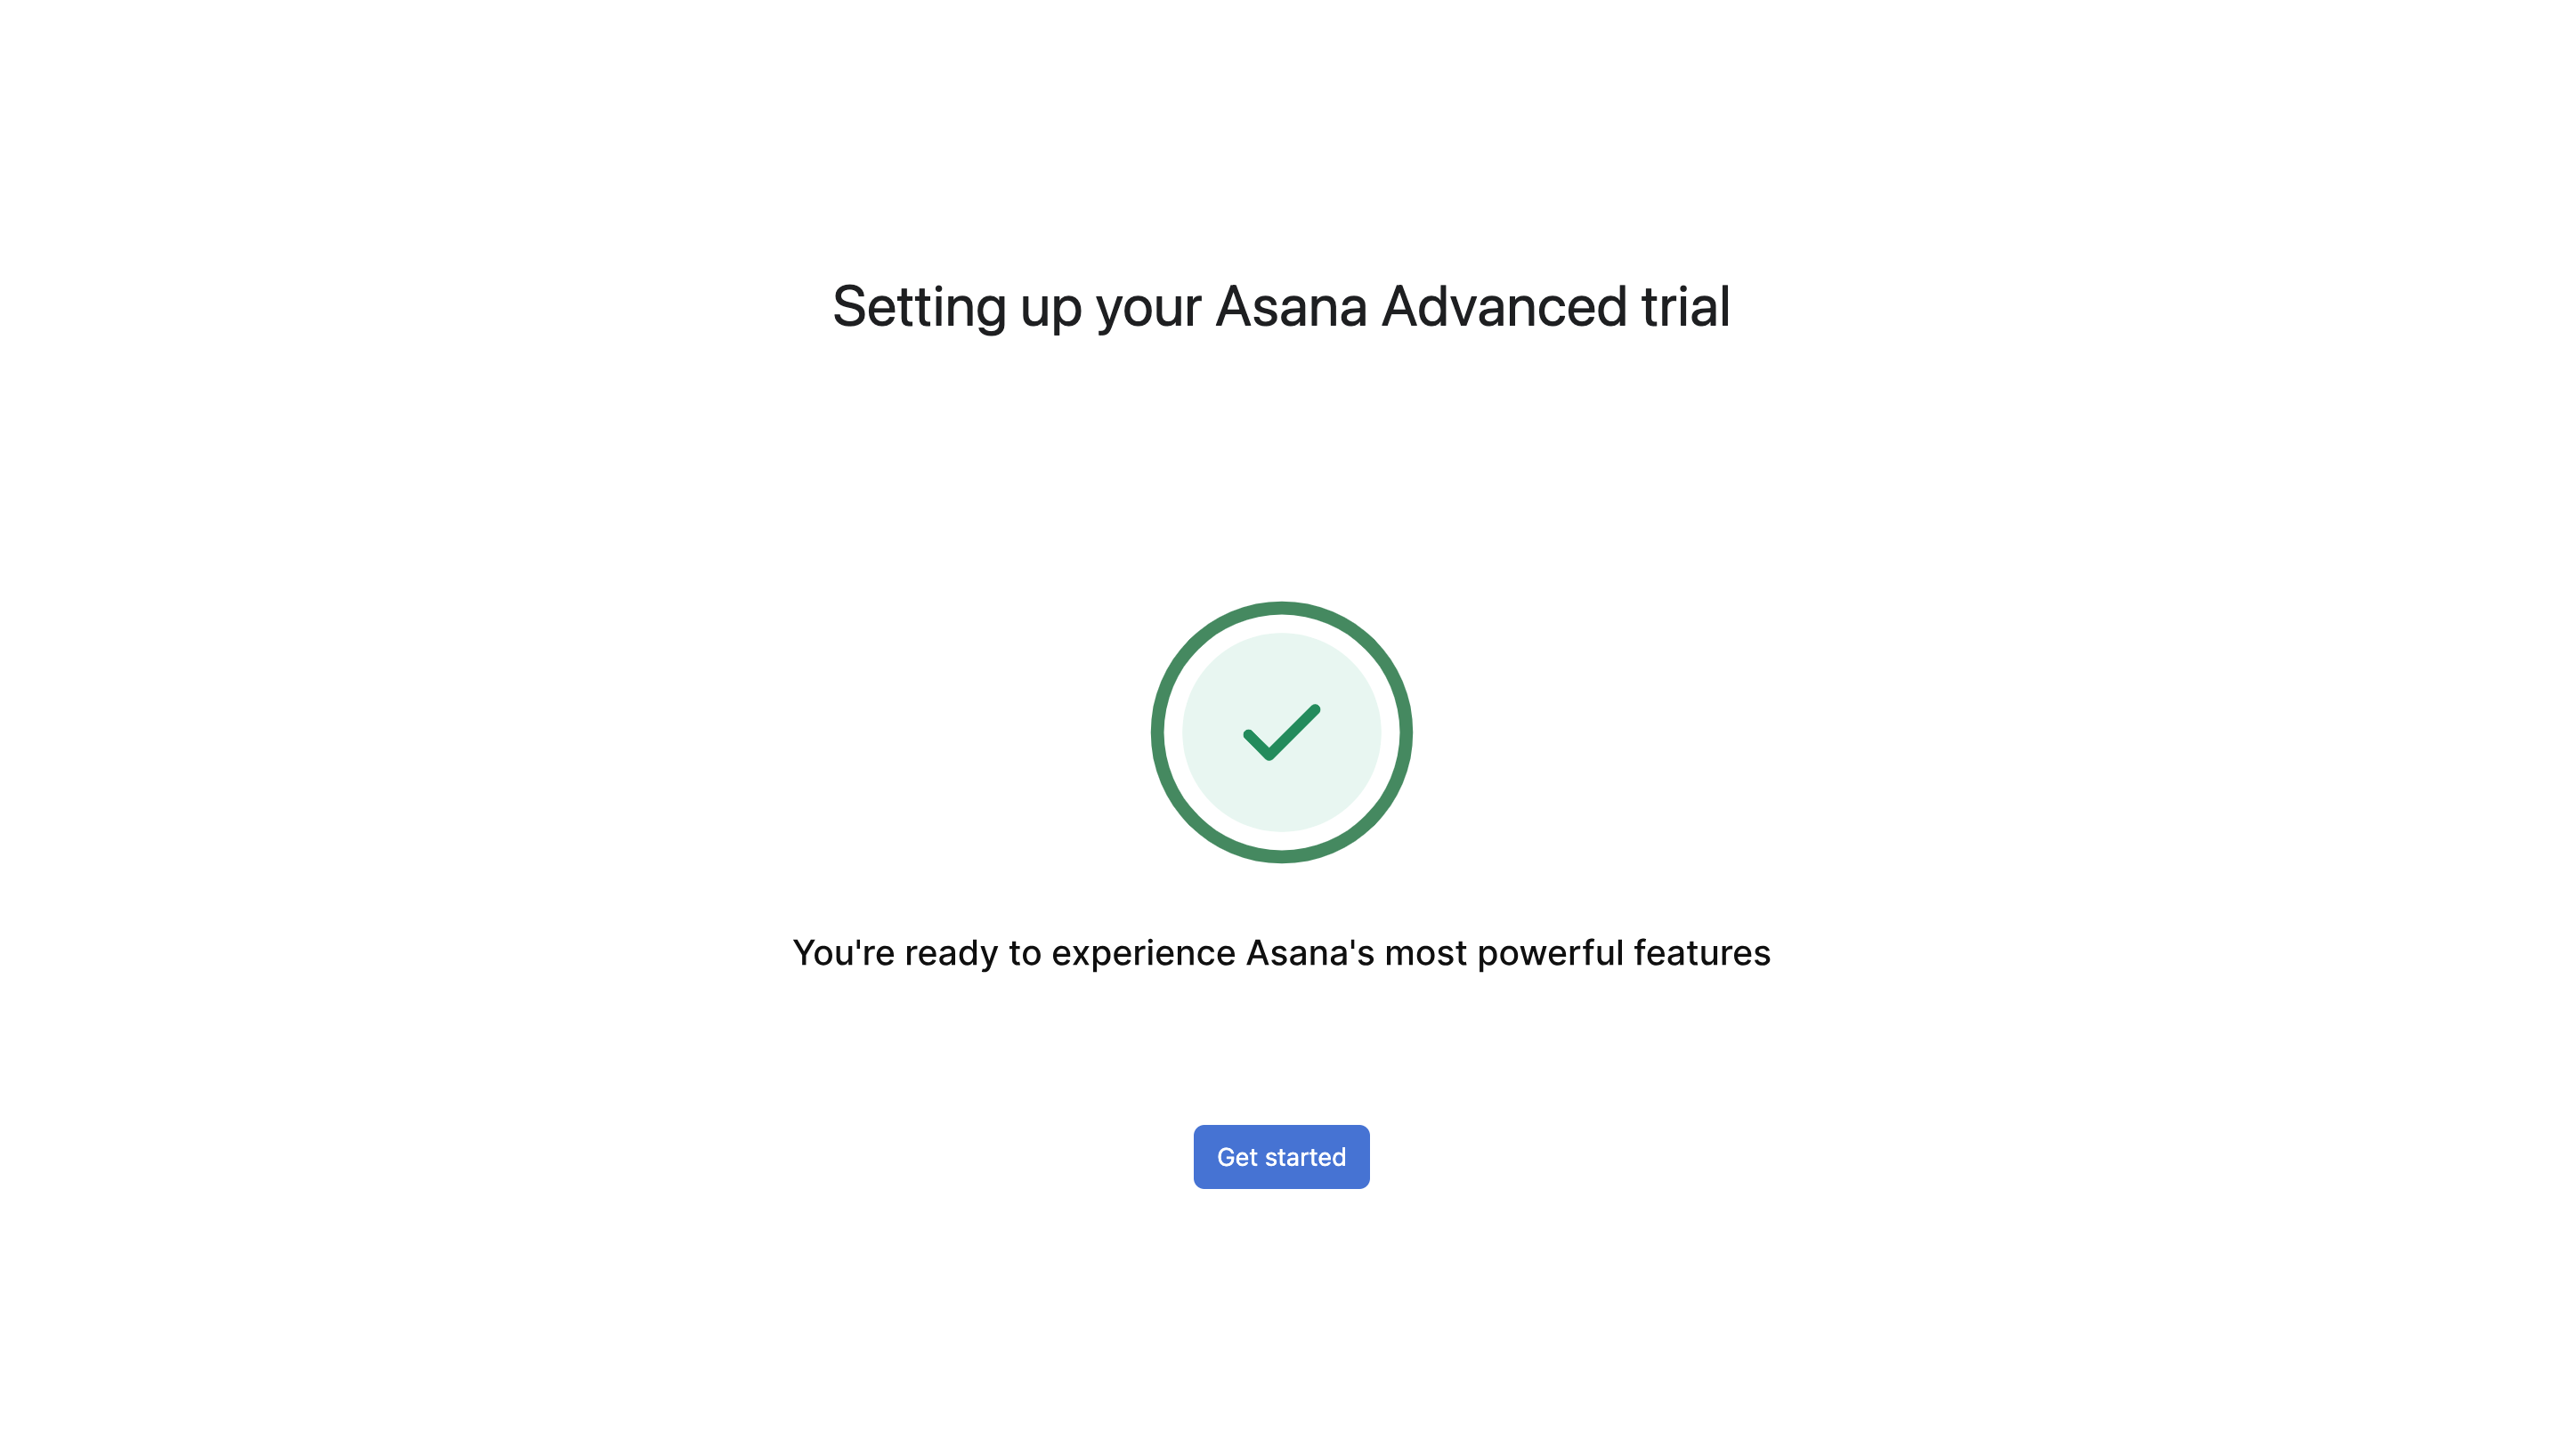 Setting up your Asana Advanced trial
You're ready to experience Asana's most powerful features
Get started